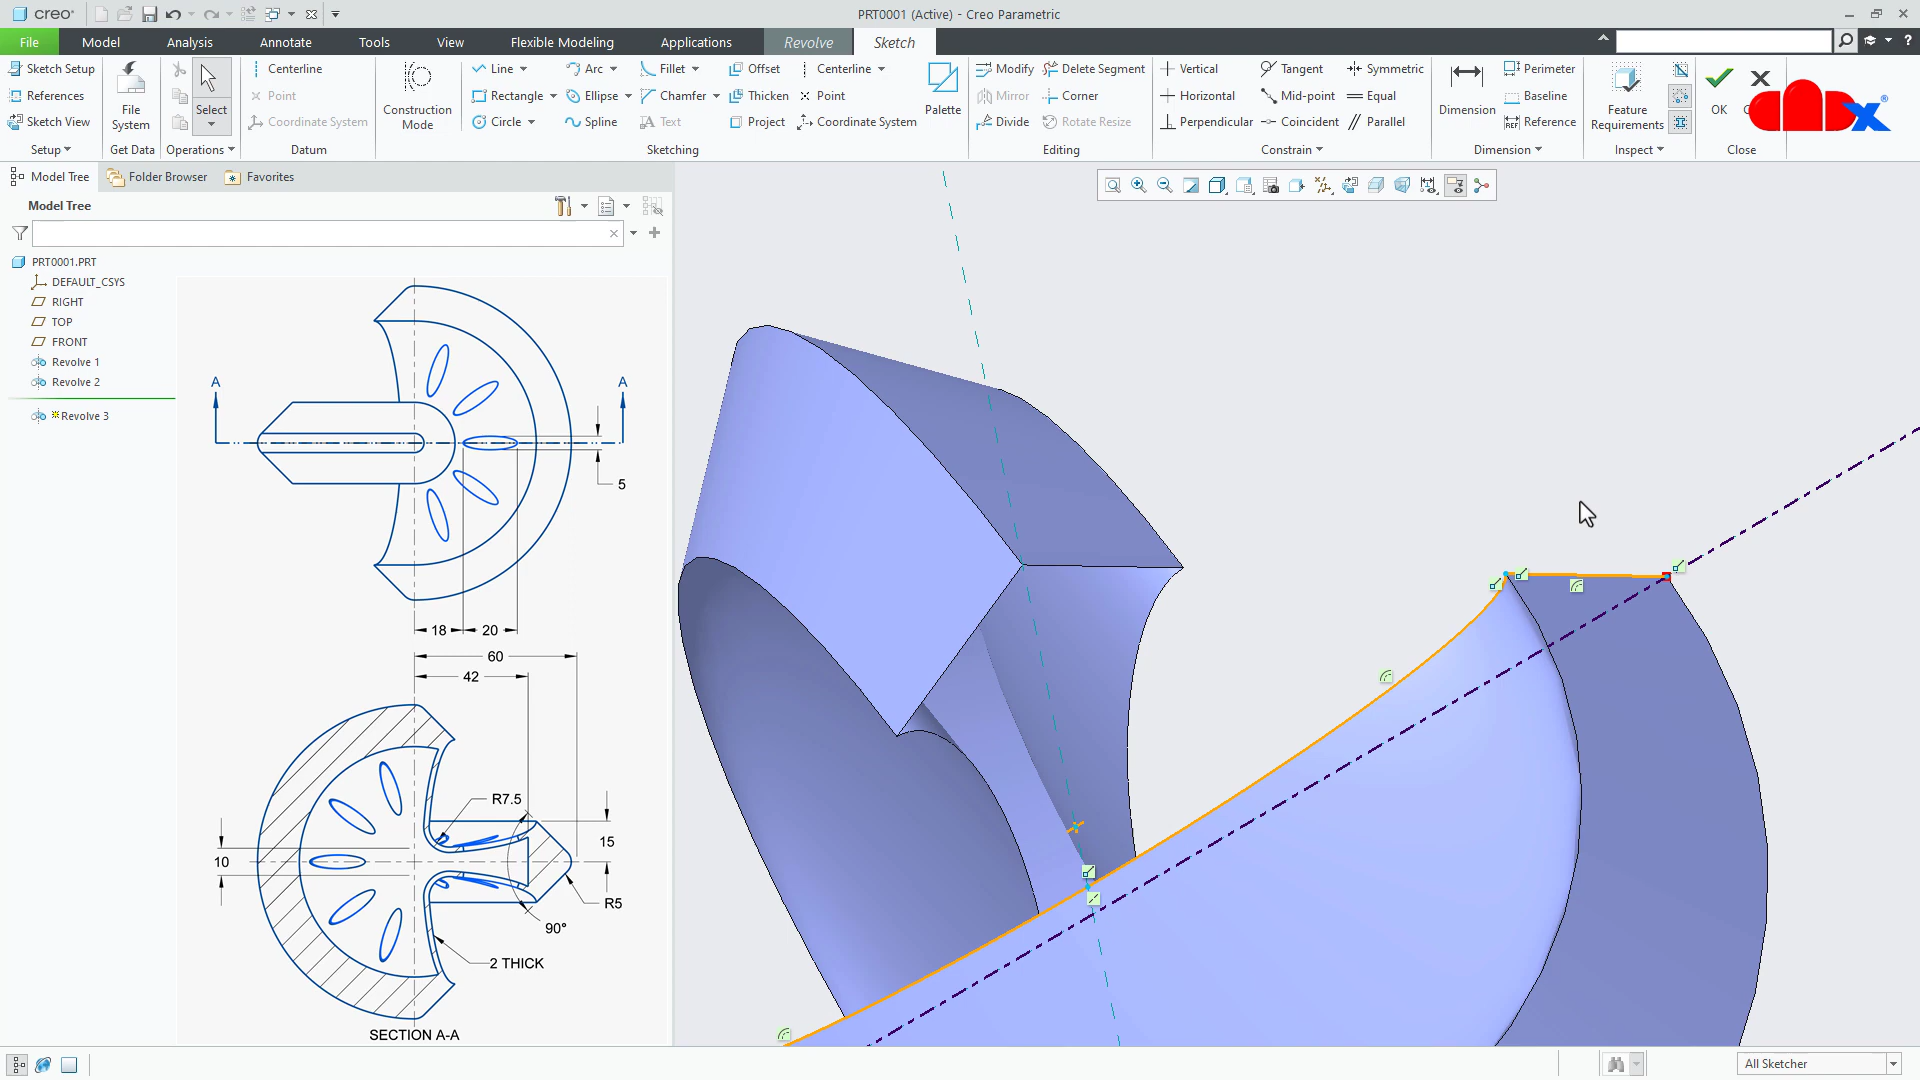 creo
PRT0001 (Active) - Creo Parametric
File
Model
Analysis
Annotate
Tools
View
Flexible Modeling
Applications
Revolve
Sketch
Sketch Setup
References
Sketch View
Setup
File System
Get Data
Select
Operations
Centerline
Point
Coordinate System
Datum
Construction Mode
Line
Arc
Fillet
Offset
Centerline
Rectangle
Ellipse
Chamfer
Thicken
Point
Circle
Spline
Text
Project
Coordinate System
Palette
Sketching
Modify
Delete Segment
Mirror
Corner
Divide
Rotate Resize
Editing
Vertical
Tangent
Symmetric
Horizontal
Mid-point
Equal
Perpendicular
Coincident
Parallel
Constrain
Dimension
Perimeter
Baseline
Reference
Dimension
Feature Requirements
Inspect
OK
Close
CADX
Model Tree
Folder Browser
Favorites
Model Tree
PRT0001.PRT
DEFAULT_CSYS
RIGHT
TOP
FRONT
Revolve 1
Revolve 2
Revolve 3
A
A
5
18
20
60
42
R7.5
15
10
R5
90°
2 THICK
SECTION A-A
All Sketcher